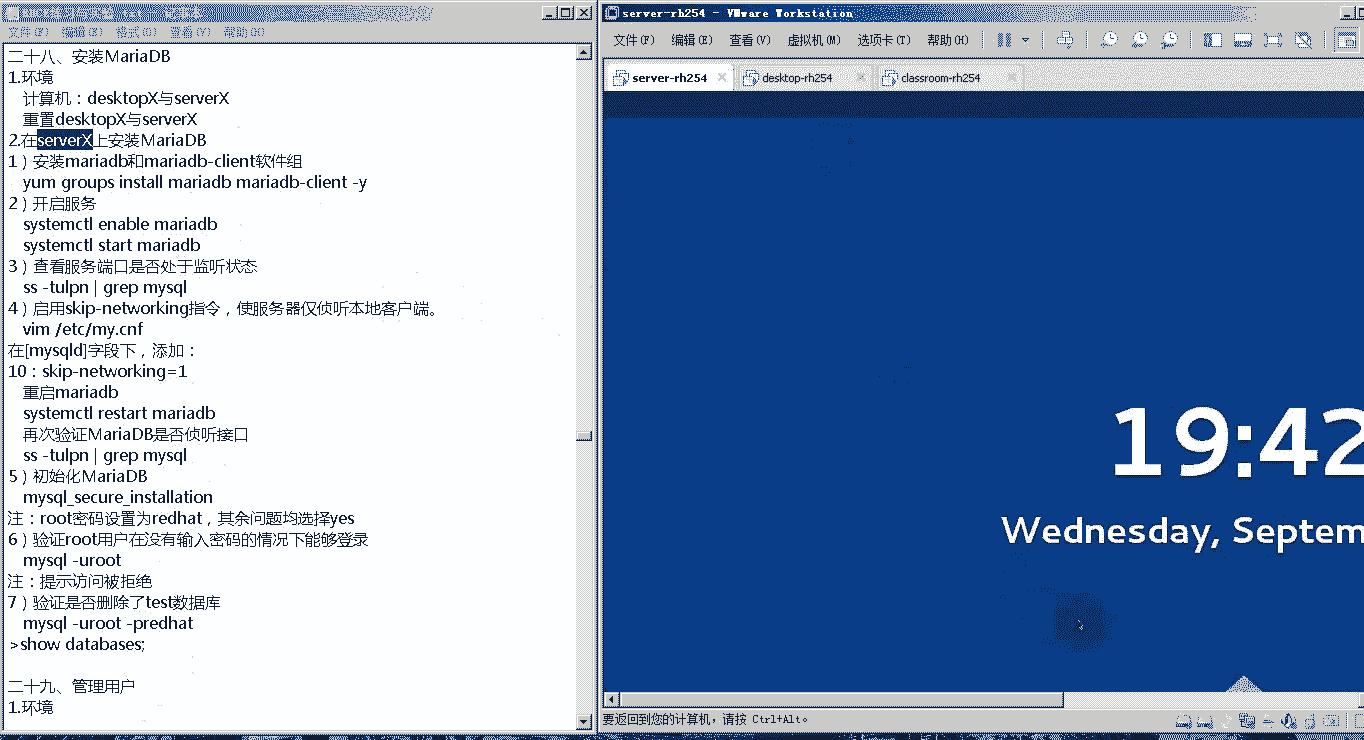 文件(F) 编辑(E) 格式(O) 查看(V) 帮助(H)
二十八、安装MariaDB
1.环境
计算机：desktopX与serverX
重置desktopX与serverX
2.在serverX上安装MariaDB
1）安装mariadb和mariadb-client软件组
yum groups install mariadb mariadb-client -y
2）开启服务
systemctl enable mariadb
systemctl start mariadb
3）查看服务端口是否处于监听状态
ss -tulpn | grep mysql
4）启用skip-networking指令，使服务器仅侦听本地客户端。
vim /etc/my.cnf
在[mysqld]字段下，添加：
10：skip-networking=1
重启mariadb
systemctl restart mariadb
再次验证MariaDB是否侦听接口
ss -tulpn | grep mysql
5）初始化MariaDB
mysql_secure_installation
注：root密码设置为redhat，其余问题均选择yes
6）验证root用户在没有输入密码的情况下能够登录
mysql -uroot
注：提示访问被拒绝
7）验证是否删除了test数据库
mysql -uroot -predhat
>show databases;
二十九、管理用户
1.环境
server-rh254 - VMware Workstation
文件(F) 编辑(E) 查看(V) 虚拟机(M) 选项卡(T) 帮助(H)
server-rh254 desktop-rh254 classroom-rh254
19:42
Wednesday, Septem
要返回到您的计算机，请按 Ctrl+Alt。